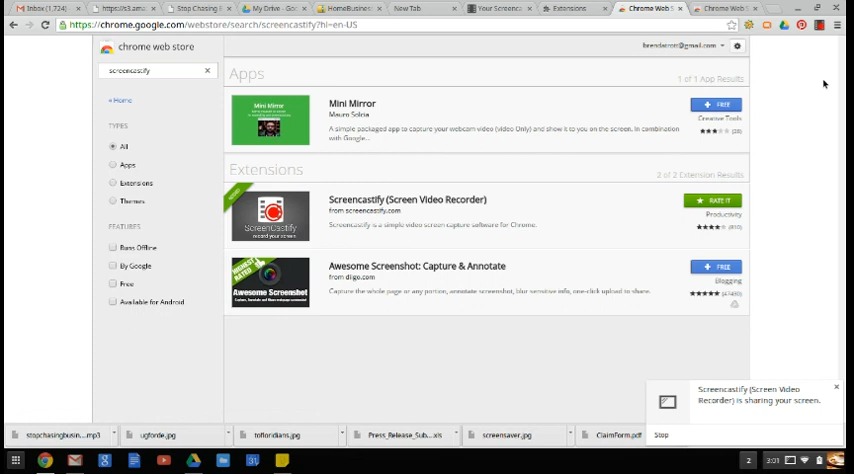 Inbox (1,724)
https://s3.ama
Stop Chasing
My Drive - Go
HomeBusines
New Tab
Your Screenca
Extensions
Chrome Web S
Chrome Web S
https://chrome.google.com/webstore/search/screencastify?hl=en-US
chrome web store
screencastify
« Home
TYPES
All
Apps
Extensions
Themes
FEATURES
Runs Offline
By Google
Free
Available for Android
Apps
1 of 1 App Results
Mini Mirror
Mini Mirror
Mauro Solcia
A simple packaged app to capture your webcam video (video Only) and show it to you on the screen. In combination
with Google...
FREE
Creative Tools
(28)
Extensions
2 of 2 Extension Results
ScreenCastify
record your screen
Screencastify (Screen Video Recorder)
from screencastify.com
Screencastify is a simple video screen capture software for Chrome.
RATE IT
Productivity
(810)
HIGHEST
RATED
Awesome Screenshot
Awesome Screenshot: Capture & Annotate
from diigo.com
Capture the whole page or any portion, annotate screenshot, blur sensitive info, one-click upload to share.
FREE
Blogging
Screencastify (Screen Video
Recorder) is sharing your screen.
Stop
stopchasingbusin....mp3
ugforde.jpg
tofloridians.jpg
Press_Release_Sub...xls
screensaver.jpg
ClaimForm.pdf
2
3:01